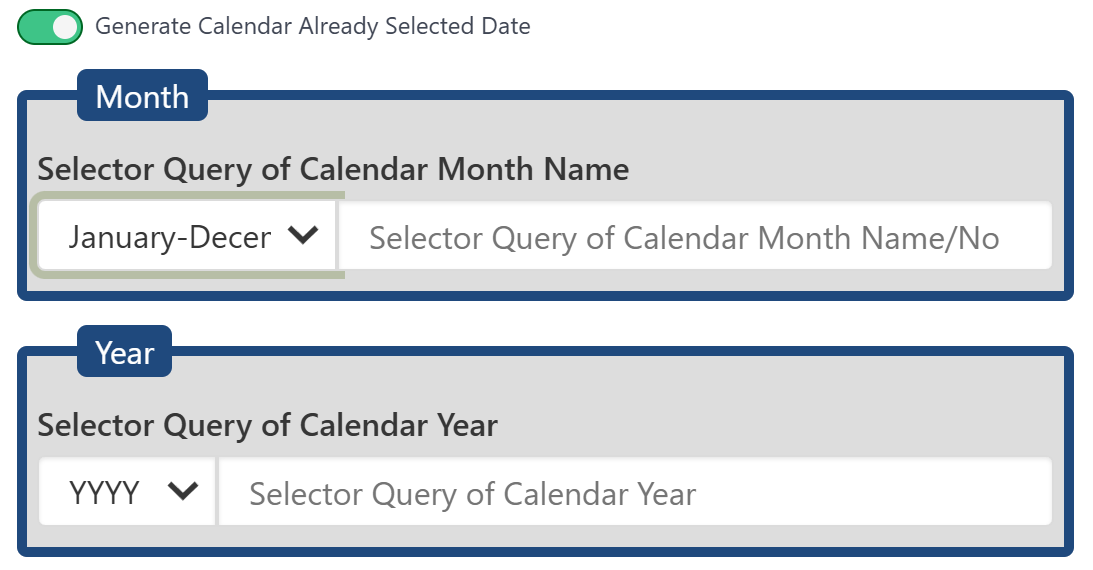 Generate Calendar Already Selected Date
Month
Selector Query of Calendar Month Name
January-Decer
Selector Query of Calendar Month Name/No
Year
Selector Query of Calendar Year
YYYY
Selector Query of Calendar Year